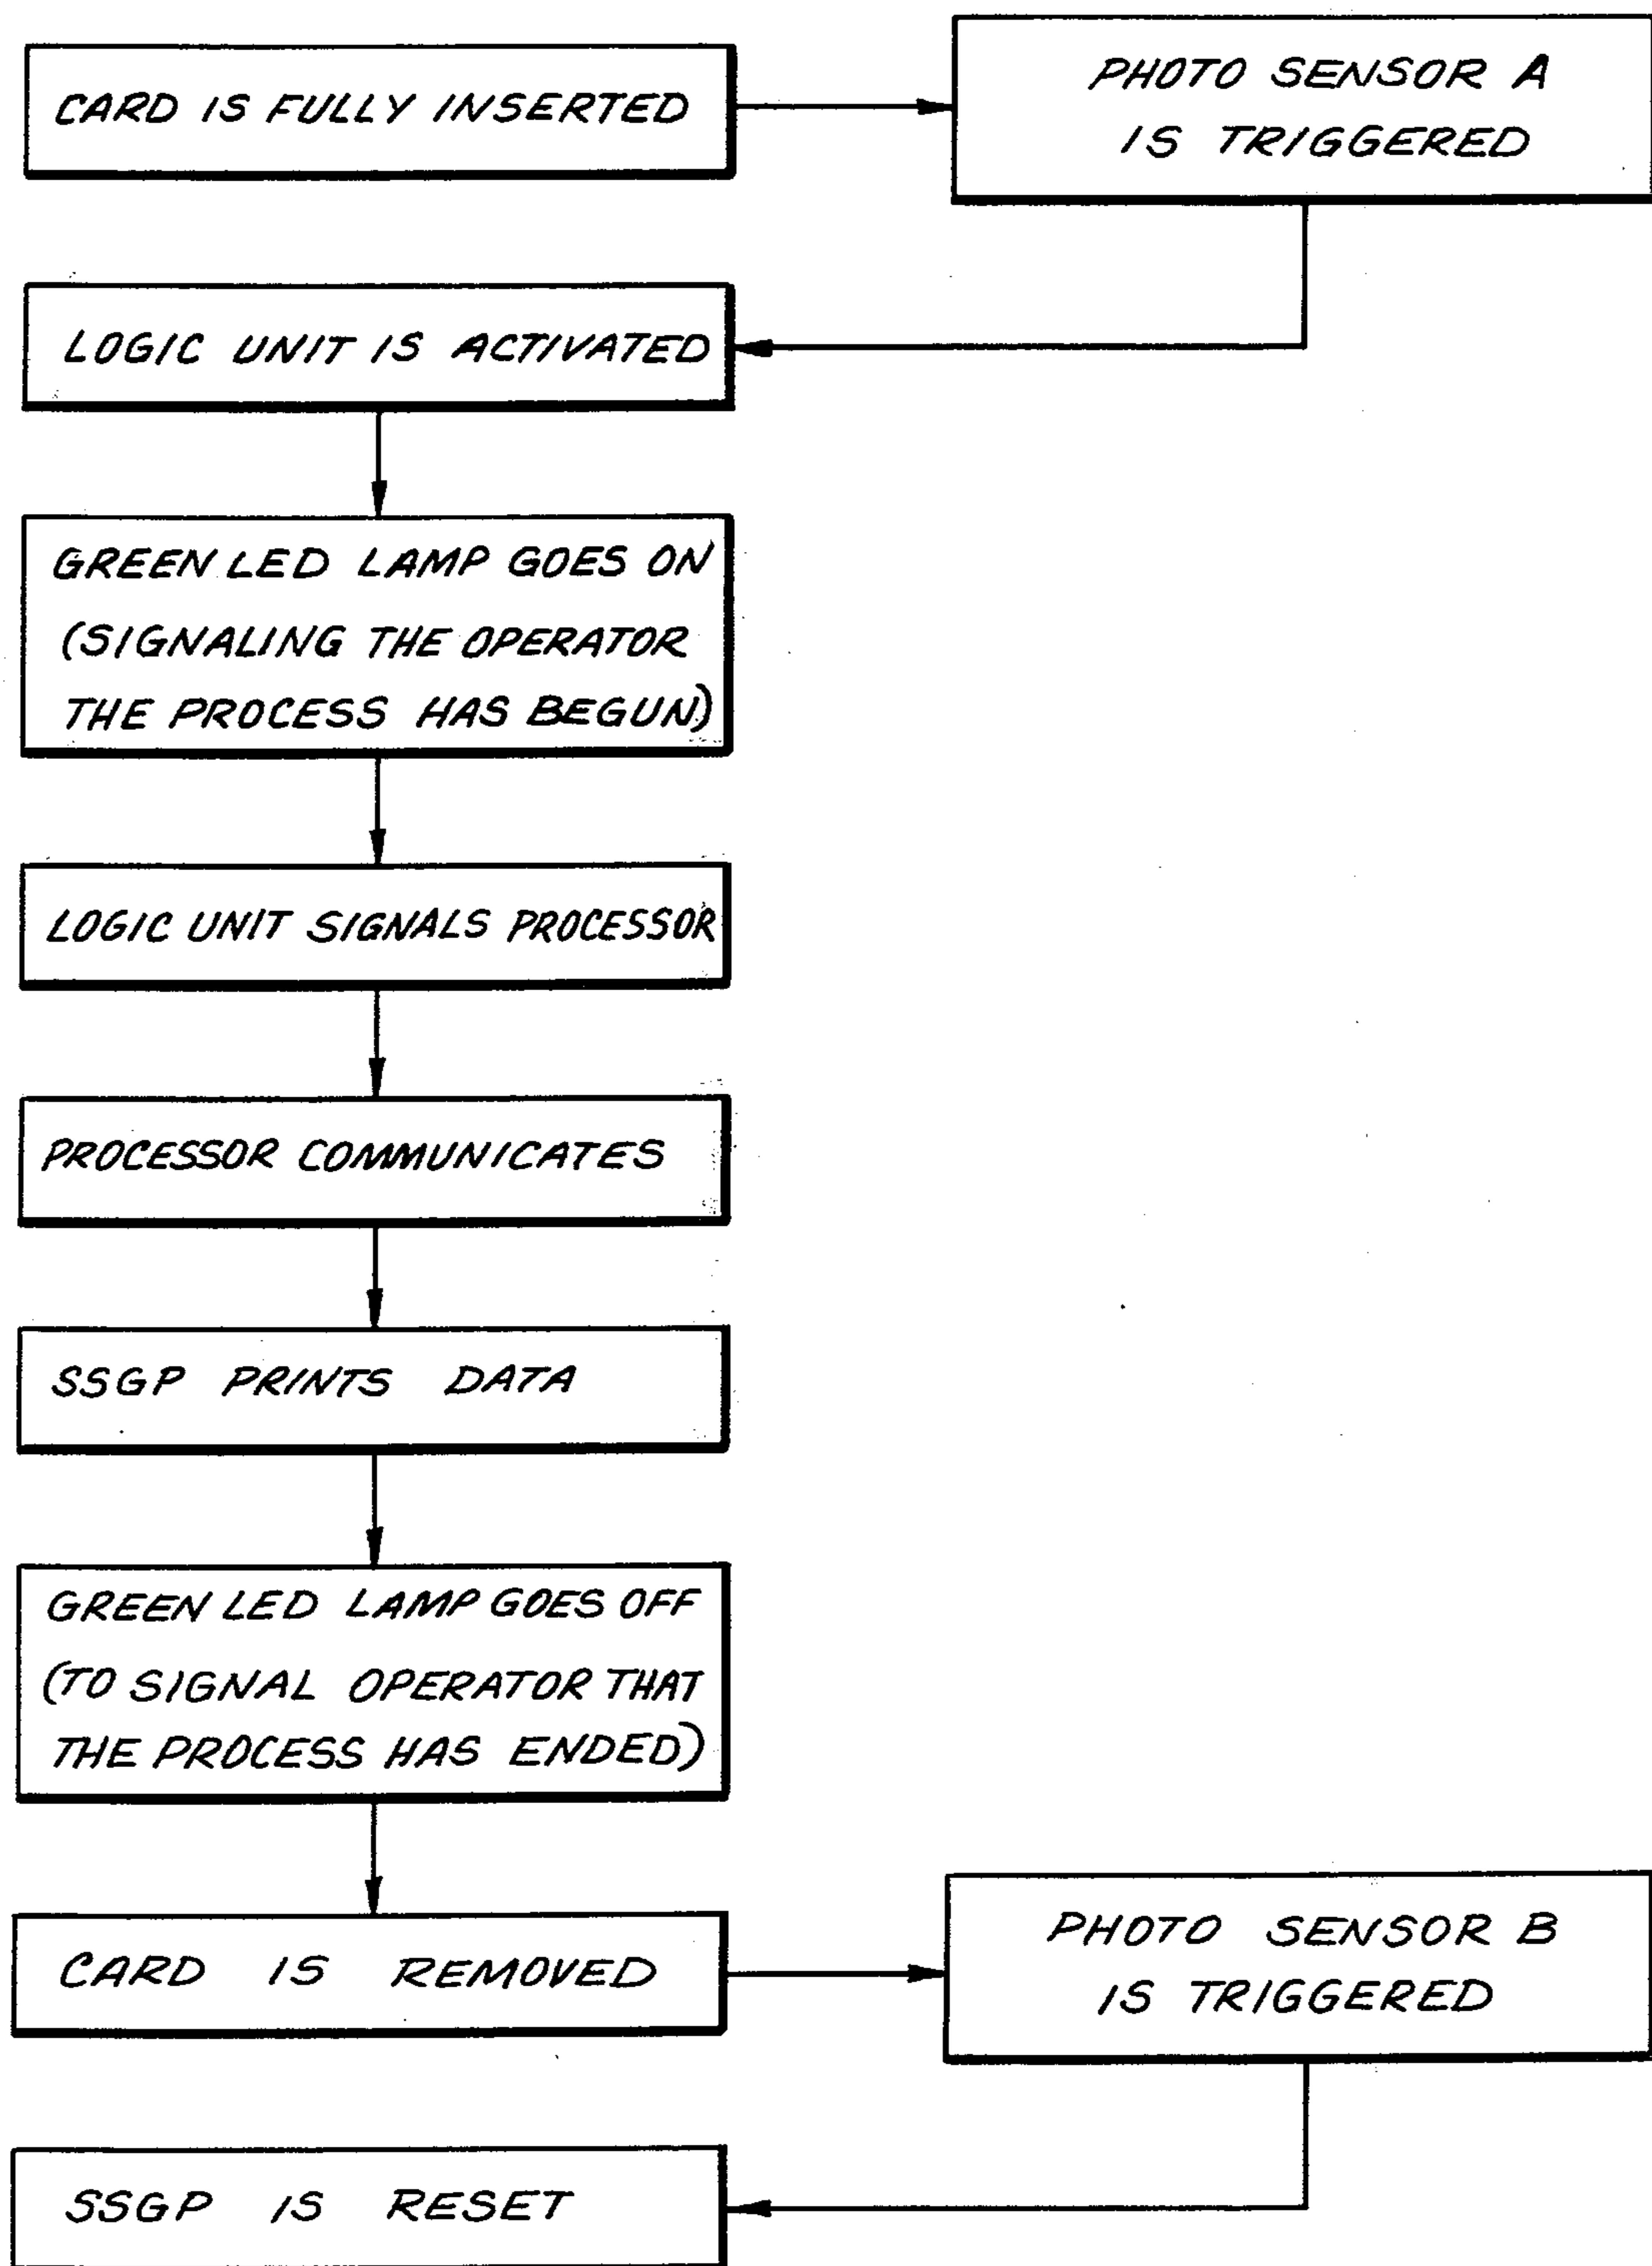 CARD IS FULLY INSERTED
PHOTO SENSOR A
IS TRIGGERED
LOGIC UNIT IS ACTIVATED
GREEN LED LAMP GOES ON
(SIGNALING THE OPERATOR
THE PROCESS HAS BEGUN)
LOGIC UNIT SIGNALS PROCESSOR
PROCESSOR COMMUNICATES
SSGP PRINTS DATA
GREEN LED LAMP GOES OFF
(TO SIGNAL OPERATOR THAT
THE PROCESS HAS ENDED)
CARD IS REMOVED
PHOTO SENSOR B
IS TRIGGERED
SSGP IS RESET